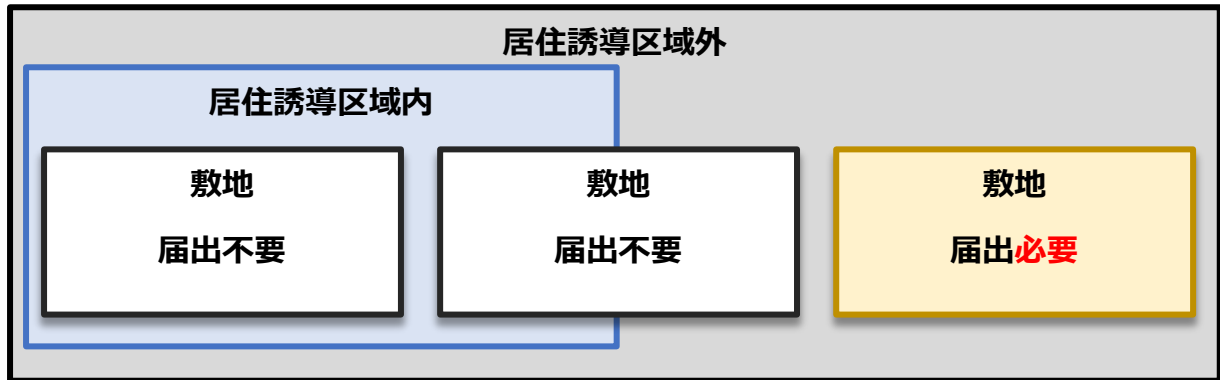 居住誘導区域外
居住誘導区域内
敷地
届出不要
敷地
届出不要
敷地
届出必要